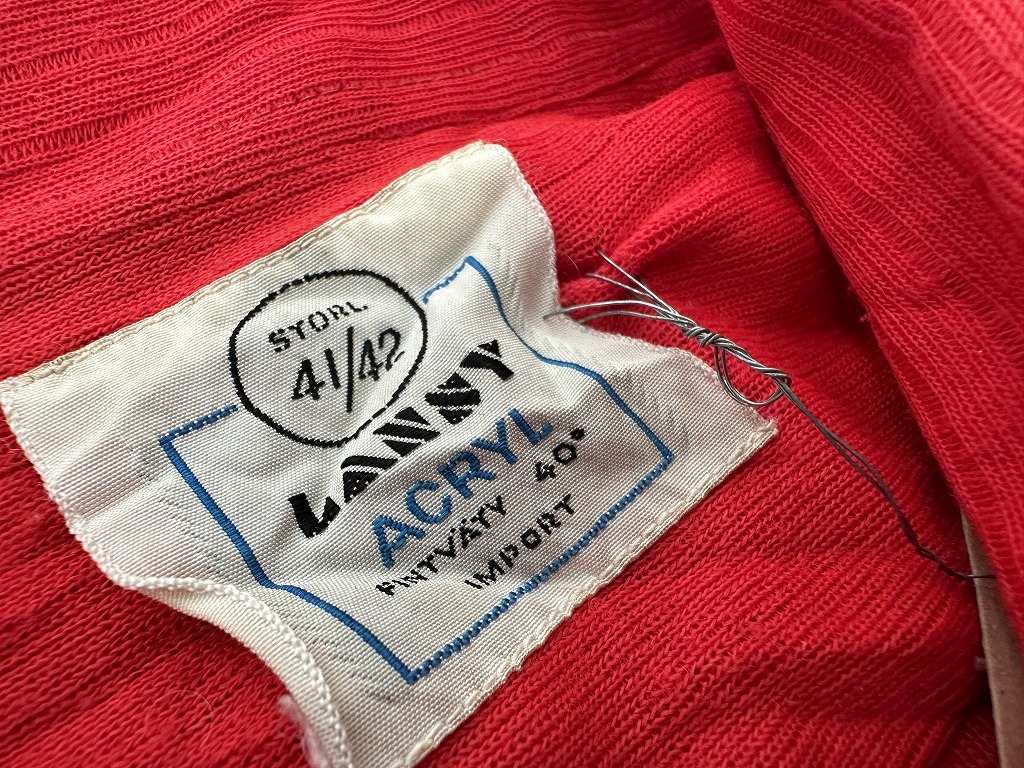 STORL.
41/42
LANNY
ACRYL
FINTVÄTT 40°
IMPORT